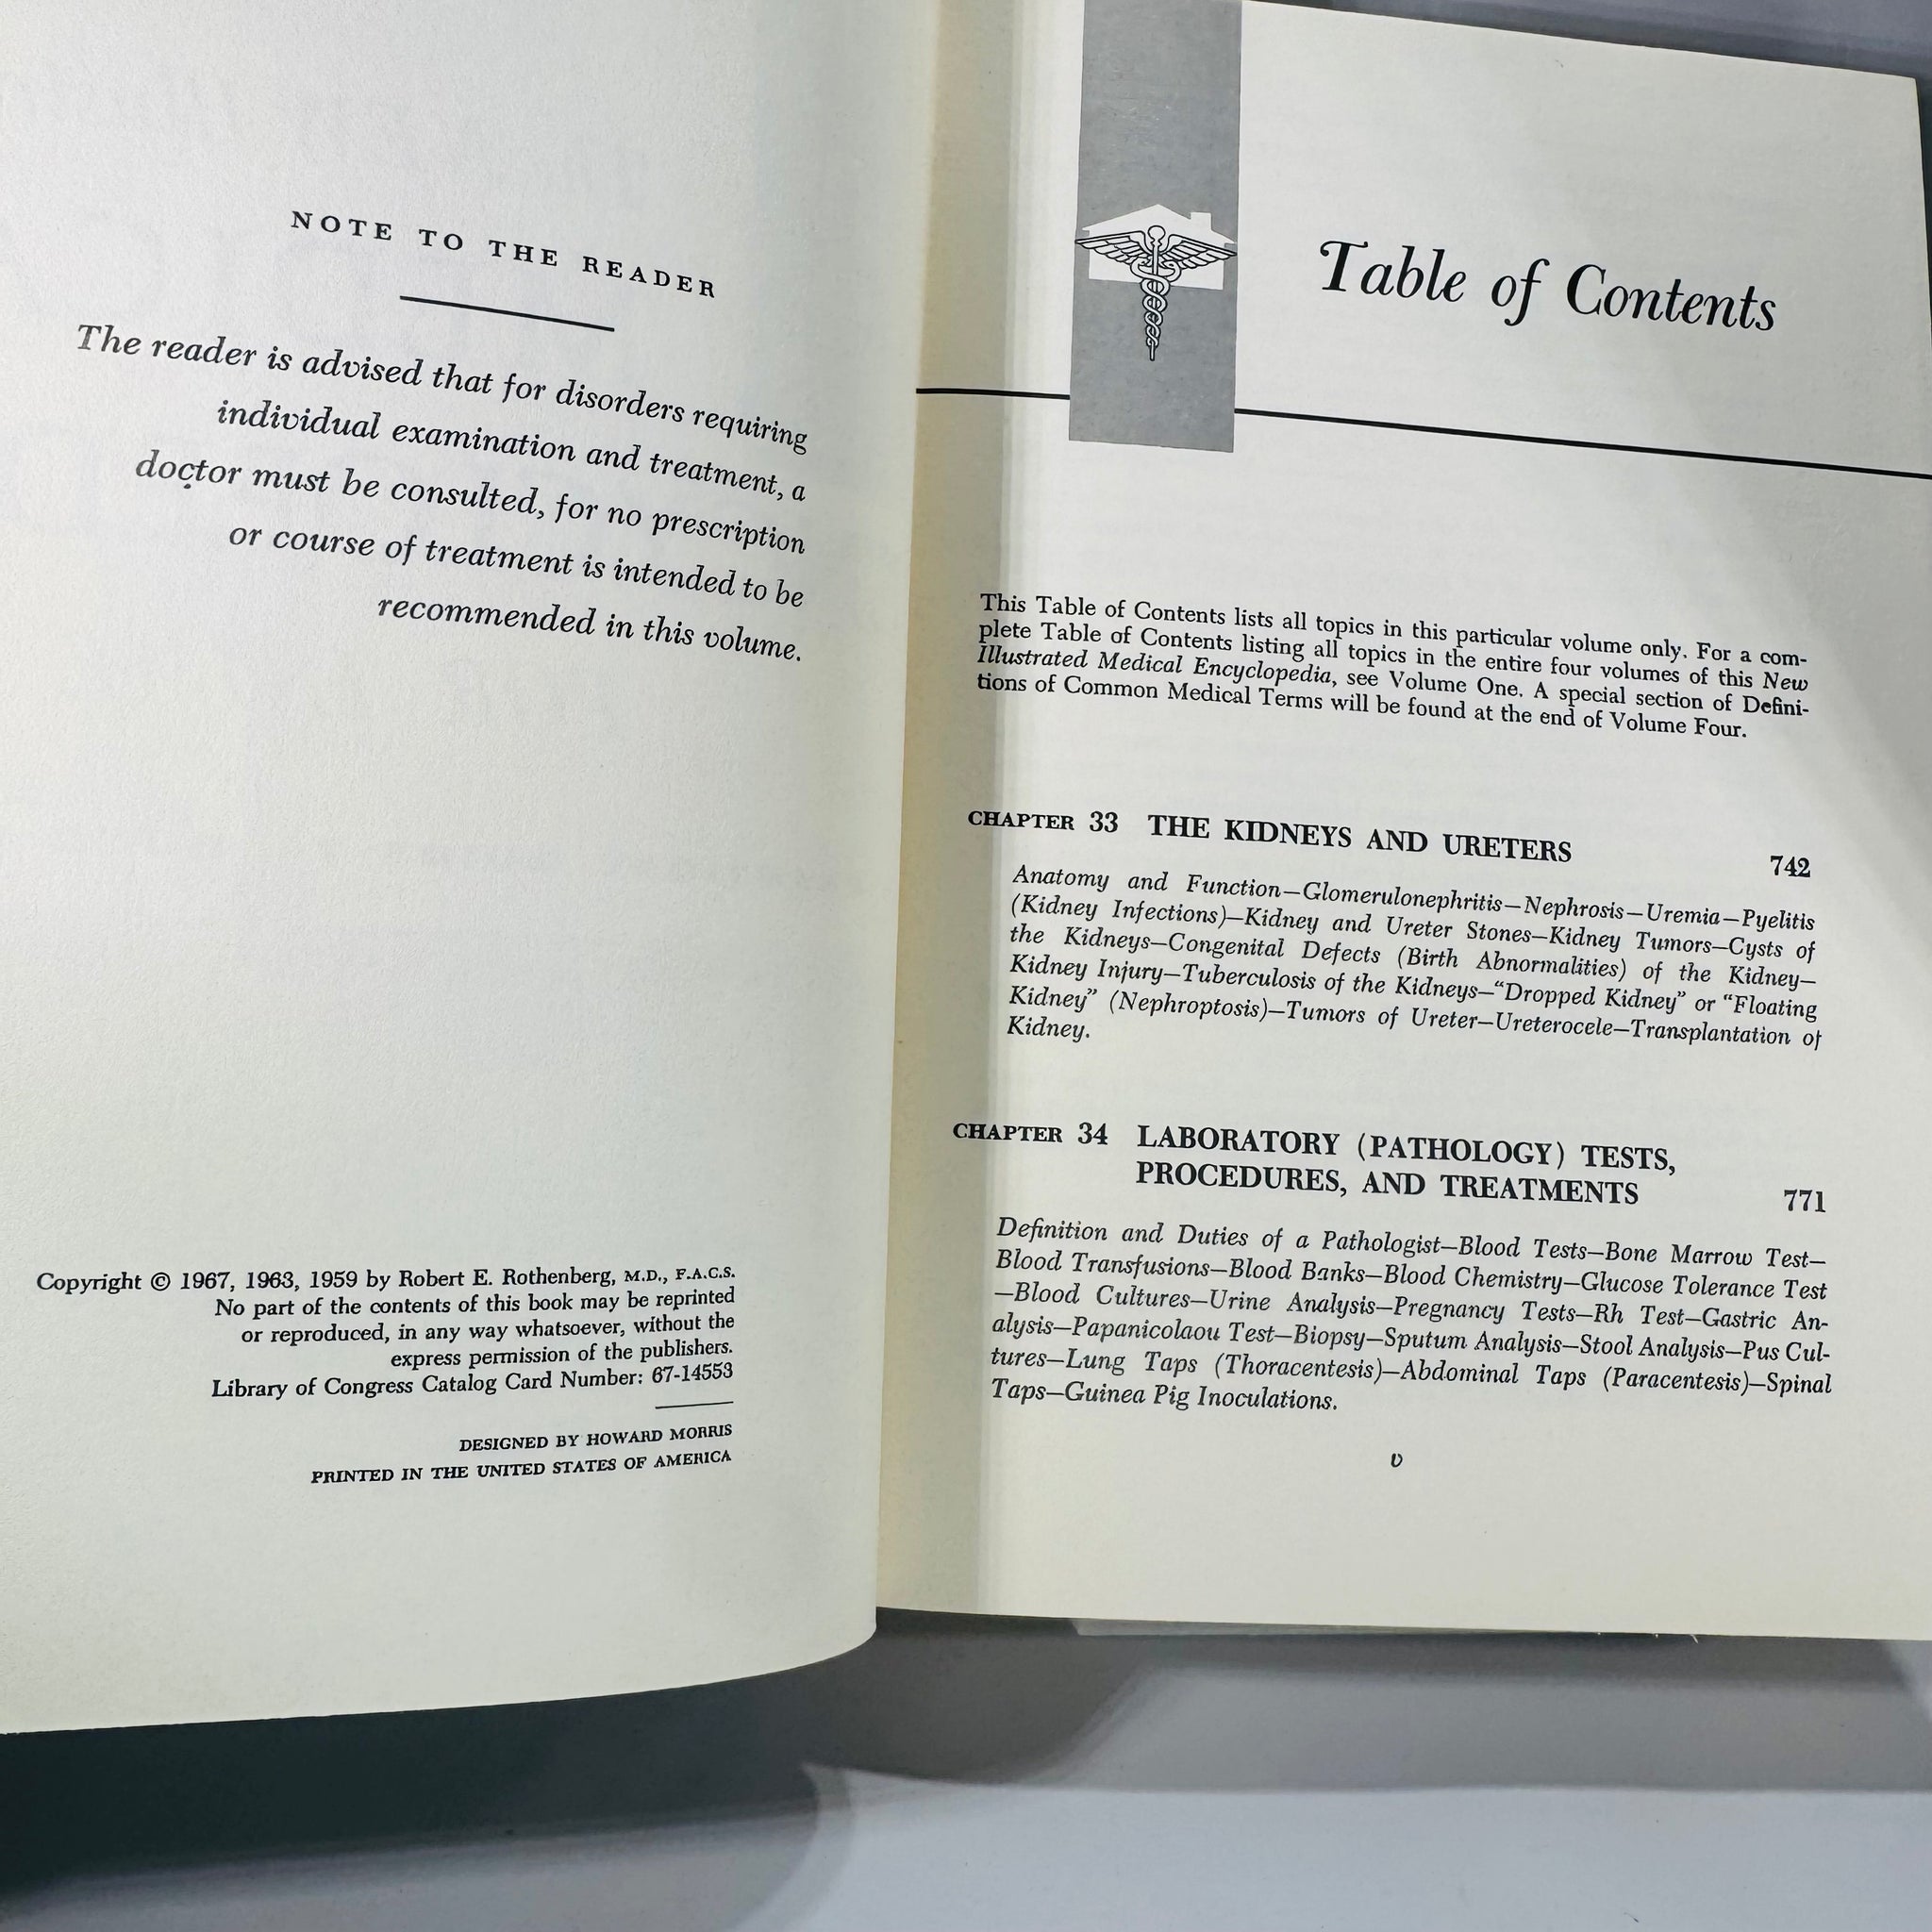 NOTE TO THE READER
The reader is advised that for disorders requiring
individual examination and treatment, a
doctor must be consulted, for no prescription
or course of treatment is intended to be
recommended in this volume.
Copyright © 1967, 1963, 1959 by Robert E. Rothenberg, M.D., F.A.C.S.
No part of the contents of this book may be reprinted
or reproduced, in any way whatsoever, without the
express permission of the publishers.
Library of Congress Catalog Card Number: 67-14553
DESIGNED BY HOWARD MORRIS
PRINTED IN THE UNITED STATES OF AMERICA
Table of Contents
This Table of Contents lists all topics in this particular volume only. For a com-
plete Table of Contents listing all topics in the entire four volumes of this New
Illustrated Medical Encyclopedia, see Volume One. A special section of Defini-
tions of Common Medical Terms will be found at the end of Volume Four.
CHAPTER 33 THE KIDNEYS AND URETERS 742
Anatomy and Function—Glomerulonephritis—Nephrosis—Uremia—Pyelitis
(Kidney Infections)—Kidney and Ureter Stones—Kidney Tumors—Cysts of
the Kidneys—Congenital Defects (Birth Abnormalities) of the Kidney—
Kidney Injury—Tuberculosis of the Kidneys—“Dropped Kidney” or “Floating
Kidney” (Nephroptosis)—Tumors of Ureter—Ureterocele—Transplantation of
Kidney.
CHAPTER 34 LABORATORY (PATHOLOGY) TESTS,
PROCEDURES, AND TREATMENTS 771
Definition and Duties of a Pathologist—Blood Tests—Bone Marrow Test—
Blood Transfusions—Blood Banks—Blood Chemistry—Glucose Tolerance Test
—Blood Cultures—Urine Analysis—Pregnancy Tests—Rh Test—Gastric An-
alysis—Papanicolaou Test—Biopsy—Sputum Analysis—Stool Analysis—Pus Cul-
tures—Lung Taps (Thoracentesis)—Abdominal Taps (Paracentesis)—Spinal
Taps—Guinea Pig Inoculations.
v